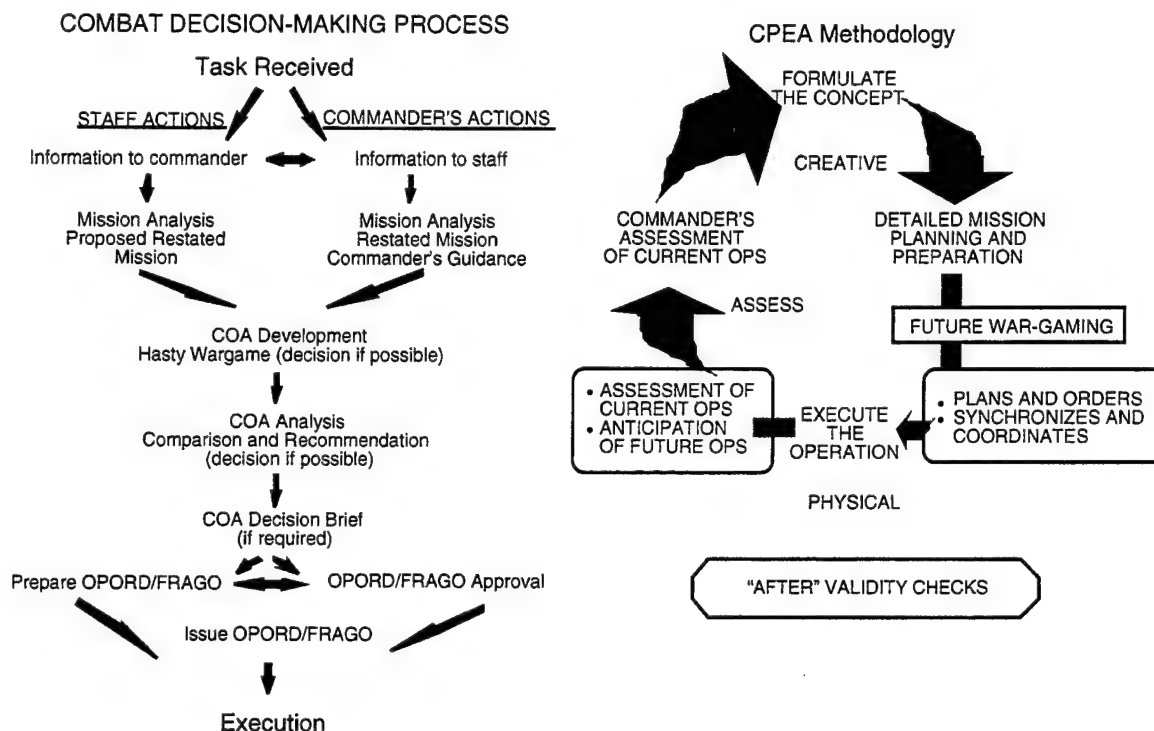 COMBAT DECISION-MAKING PROCESS
Task Received
STAFF ACTIONS
COMMANDER'S ACTIONS
Information to commander
Information to staff
Mission Analysis
Proposed Restated
Mission
Mission Analysis
Restated Mission
Commander's Guidance
COA Development
Hasty Wargame (decision if possible)
COA Analysis
Comparison and Recommendation
(decision if possible)
COA Decision Brief
(if required)
Prepare OPORD/FRAGO
OPORD/FRAGO Approval
Issue OPORD/FRAGO
Execution
CPEA Methodology
FORMULATE
THE CONCEPT
CREATIVE
COMMANDER'S
ASSESSMENT
OF CURRENT OPS
DETAILED MISSION
PLANNING AND
PREPARATION
ASSESS
FUTURE WAR-GAMING
• ASSESSMENT OF
CURRENT OPS
• ANTICIPATION
OF FUTURE OPS
EXECUTE
THE
OPERATION
• PLANS AND ORDERS
• SYNCHRONIZES AND
COORDINATES
PHYSICAL
"AFTER" VALIDITY CHECKS